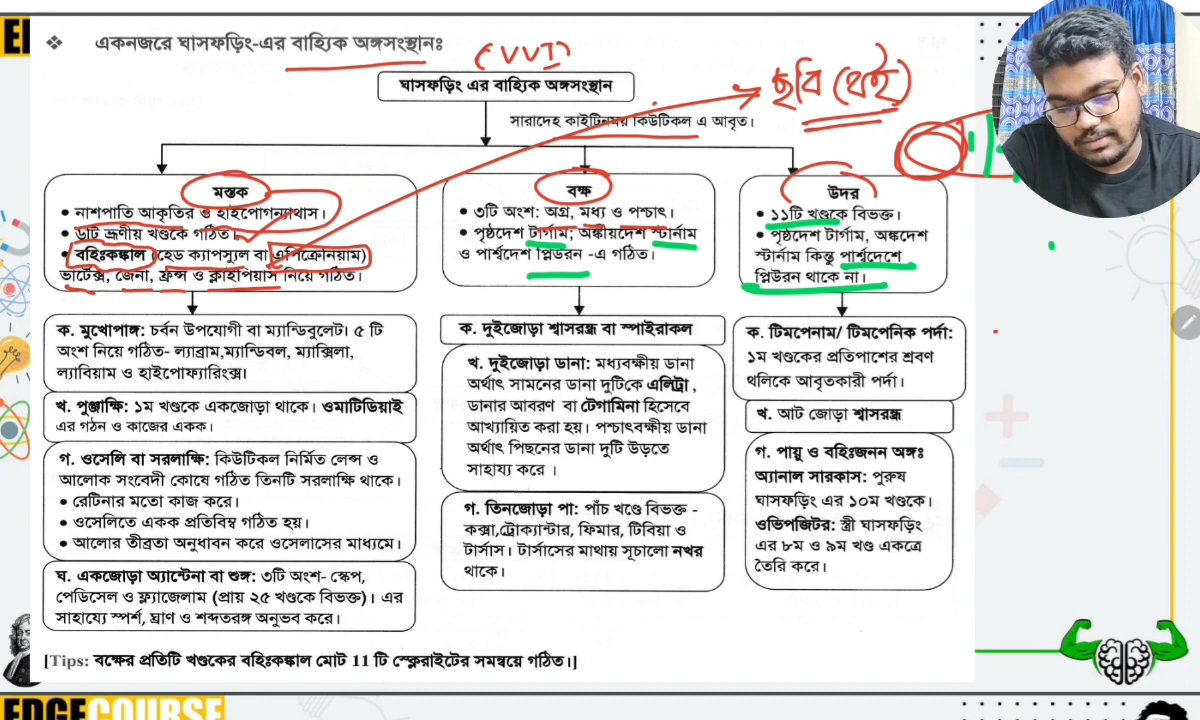 ❖ একনজরে ঘাসফড়িং-এর বাহ্যিক অঙ্গসংস্থানঃ
(VVI)
ঘাসফড়িং এর বাহ্যিক অঙ্গসংস্থান
ছবি (থেই)
সারাদেহ কাইটিনময় কিউটিকল এ আবৃত।
মস্তক
• নাশপাতি আকৃতির ও হাইপোগন্যাথাস।
• ৬টি ভ্রূণীয় খণ্ডকে গঠিত।
• বহিঃকঙ্কাল (হেড ক্যাপস্যুল বা এপিক্রেনিয়াম)
ভার্টেক্স, জেনা, ফ্রন্স ও ক্লাইপিয়াস নিয়ে গঠিত।
ক. মুখোপাঙ্গ: চর্বন উপযোগী বা ম্যান্ডিবুলেট। ৫ টি
অংশ নিয়ে গঠিত- ল্যাব্রাম,ম্যান্ডিবল, ম্যাক্সিলা,
ল্যাবিয়াম ও হাইপোফ্যারিংক্স।
খ. পুঞ্জাক্ষি: ১ম খণ্ডকে একজোড়া থাকে। ওমাটিডিয়াই
এর গঠন ও কাজের একক।
গ. ওসেলি বা সরলাক্ষি: কিউটিকল নির্মিত লেন্স ও
আলোক সংবেদী কোষে গঠিত তিনটি সরলাক্ষি থাকে।
• রেটিনার মতো কাজ করে।
• ওসেলিতে একক প্রতিবিম্ব গঠিত হয়।
• আলোর তীব্রতা অনুধাবন করে ওসেলাসের মাধ্যমে।
ঘ. একজোড়া অ্যান্টেনা বা শুঙ্গ: ৩টি অংশ- স্কেপ,
পেডিসেল ও ফ্ল্যাজেলাম (প্রায় ২৫ খণ্ডকে বিভক্ত)। এর
সাহায্যে স্পর্শ, ঘ্রাণ ও শব্দতরঙ্গ অনুভব করে।
বক্ষ
• ৩টি অংশ: অগ্র, মধ্য ও পশ্চাৎ।
• পৃষ্ঠদেশ টার্গাম; অঙ্কীয়দেশ স্টার্নাম
ও পার্শ্বদেশ প্লিউরন -এ গঠিত।
ক. দুইজোড়া শ্বাসরন্ধ্র বা স্পাইরাকল
খ. দুইজোড়া ডানা: মধ্যবক্ষীয় ডানা
অর্থাৎ সামনের ডানা দুটিকে এলিট্রা ,
ডানার আবরণ বা টেগামিনা হিসেবে
আখ্যায়িত করা হয়। পশ্চাৎবক্ষীয় ডানা
অর্থাৎ পিছনের ডানা দুটি উড়তে
সাহায্য করে ।
গ. তিনজোড়া পা: পাঁচ খণ্ডে বিভক্ত -
কক্সা,ট্রোক্যান্টার, ফিমার, টিবিয়া ও
টার্সাস। টার্সাসের মাথায় সূচালো নখর
থাকে।
উদর
• ১১টি খণ্ডকে বিভক্ত।
• পৃষ্ঠদেশ টার্গাম, অঙ্কদেশ
স্টার্নাম কিন্তু পার্শ্বদেশে
প্লিউরন থাকে না।
ক. টিমপেনাম/ টিমপেনিক পর্দা:
১ম খণ্ডকের প্রতিপাশের শ্রবণ
থলিকে আবৃতকারী পর্দা।
খ. আট জোড়া শ্বাসরন্ধ্র
গ. পায়ু ও বহিঃজনন অঙ্গঃ
অ্যানাল সারকাস: পুরুষ
ঘাসফড়িং এর ১০ম খণ্ডকে।
ওভিপজিটর: স্ত্রী ঘাসফড়িং
এর ৮ম ও ৯ম খণ্ড একত্রে
তৈরি করে।
[Tips: বক্ষের প্রতিটি খণ্ডকের বহিঃকঙ্কাল মোট 11 টি স্ক্লেরাইটের সমন্বয়ে গঠিত।]
EDGE COURSE